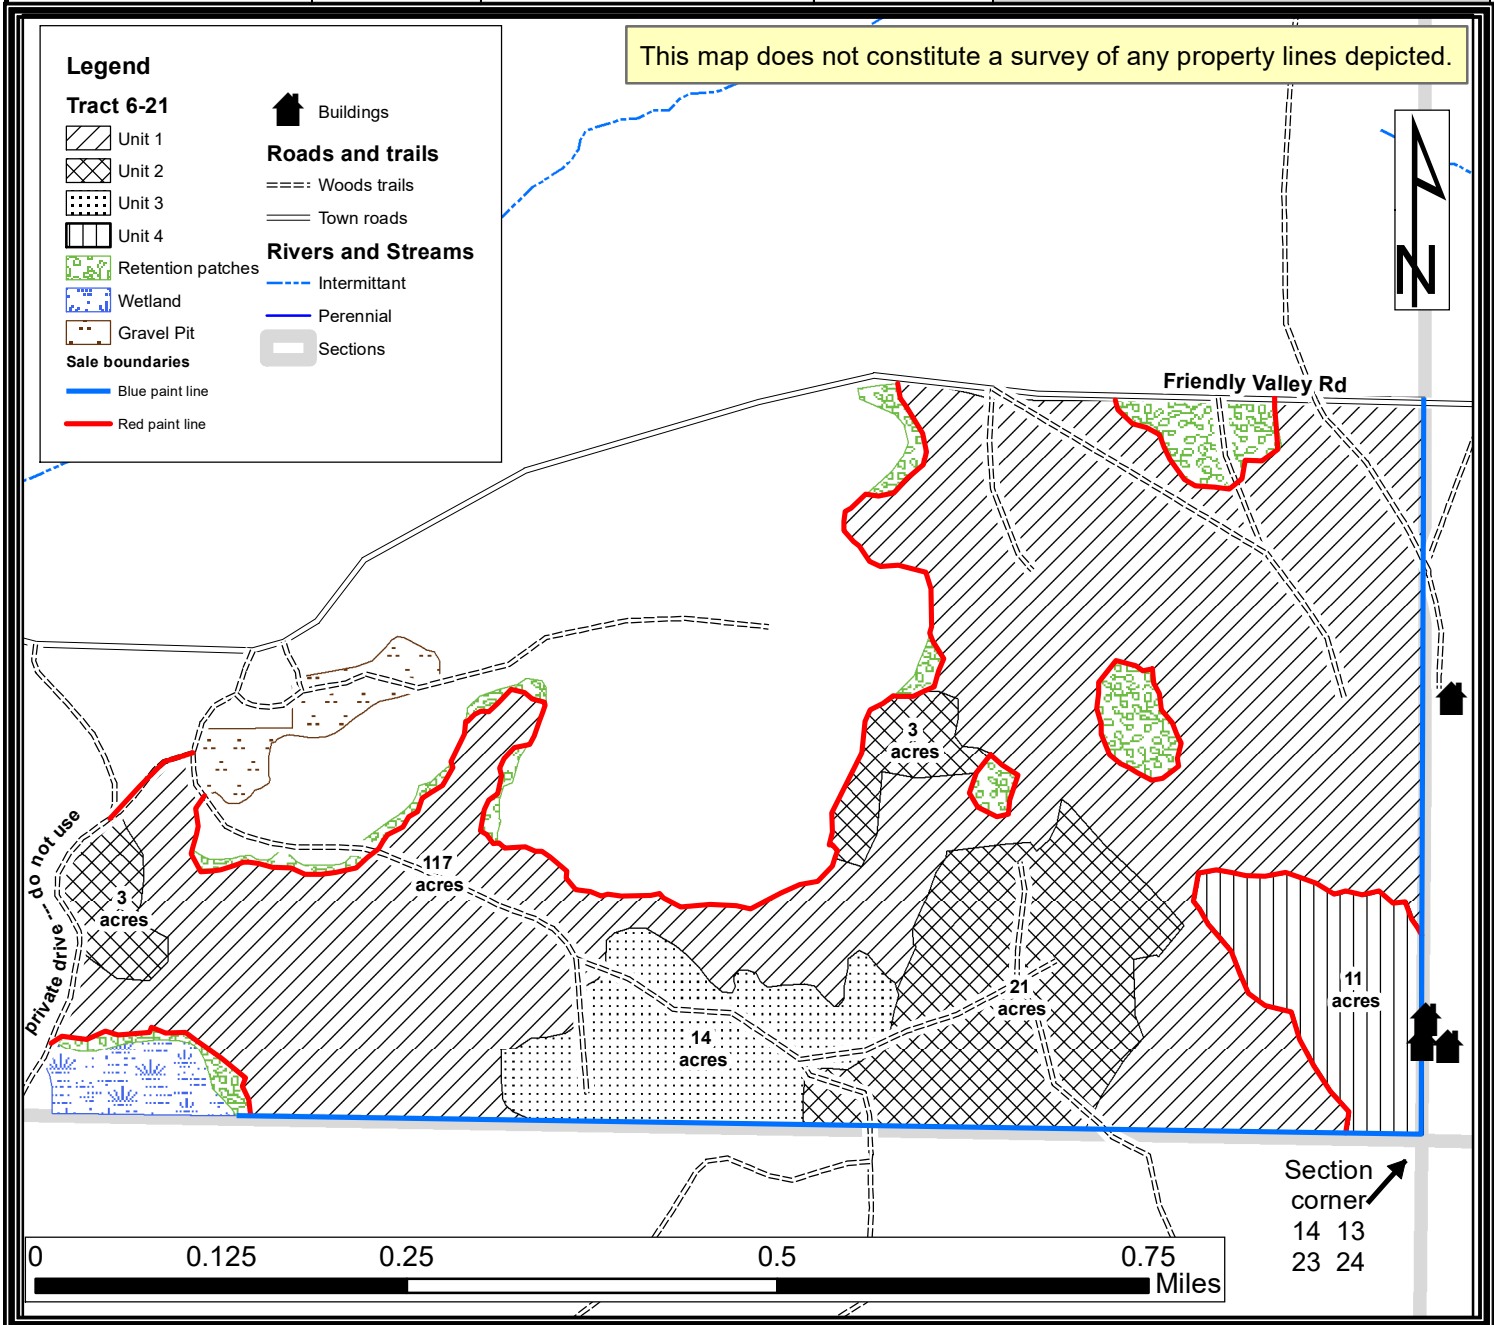 This map does not constitute a survey of any property lines depicted.
Legend
Tract 6-21
Unit 1
Unit 2
Unit 3
Unit 4
Retention patches
Wetland
Gravel Pit
Sale boundaries
Blue paint line
Red paint line
Buildings
Roads and trails
Woods trails
Town roads
Rivers and Streams
Intermittant
Perennial
Sections
N
Friendly Valley Rd
3
acres
117
acres
private drive --- do not use
3
acres
11
acres
21
acres
14
acres
Section
corner
14 13
23 24
0 0.125 0.25 0.5 0.75
Miles